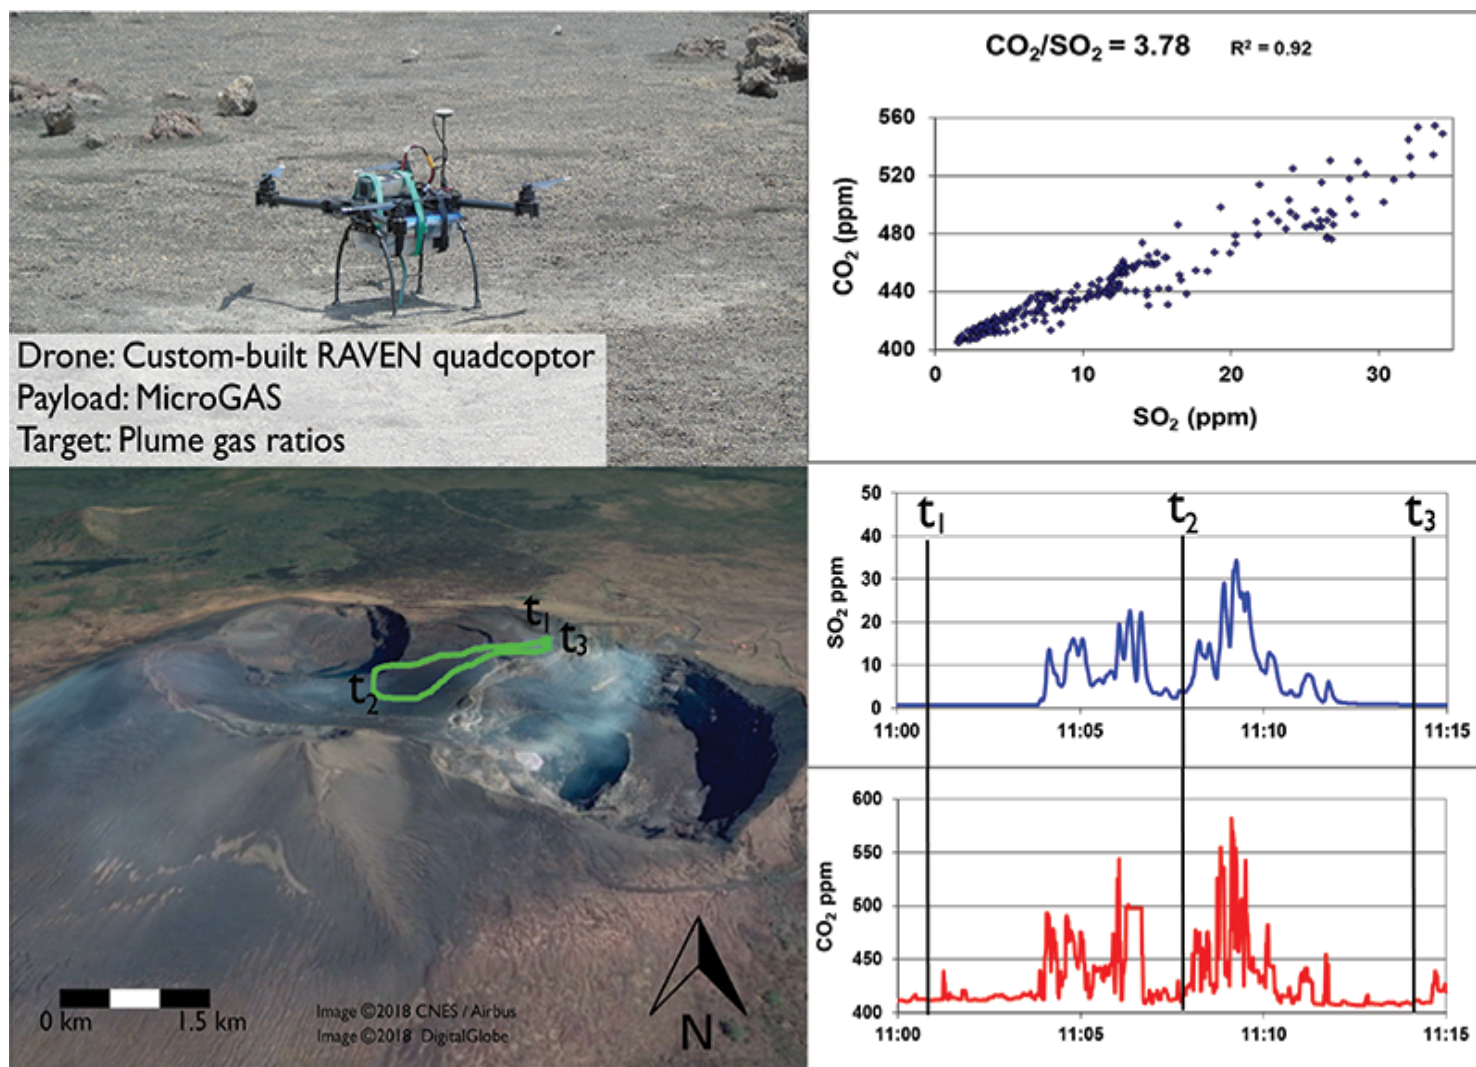 Drone: Custom-built RAVEN quadcoptor
Payload: MicroGAS
Target: Plume gas ratios
CO₂/SO₂ = 3.78 R² = 0.92
CO₂ (ppm)
560
520
480
440
400
0 10 20 30
SO₂ (ppm)
t₁
t₃
t₂
0 km 1.5 km
Image ©2018 CNES / Airbus
Image ©2018 DigitalGlobe
N
t₁ t₂ t₃
SO₂ ppm
50
40
30
20
10
0
11:00 11:05 11:10 11:15
CO₂ ppm
600
550
500
450
400
11:00 11:05 11:10 11:15